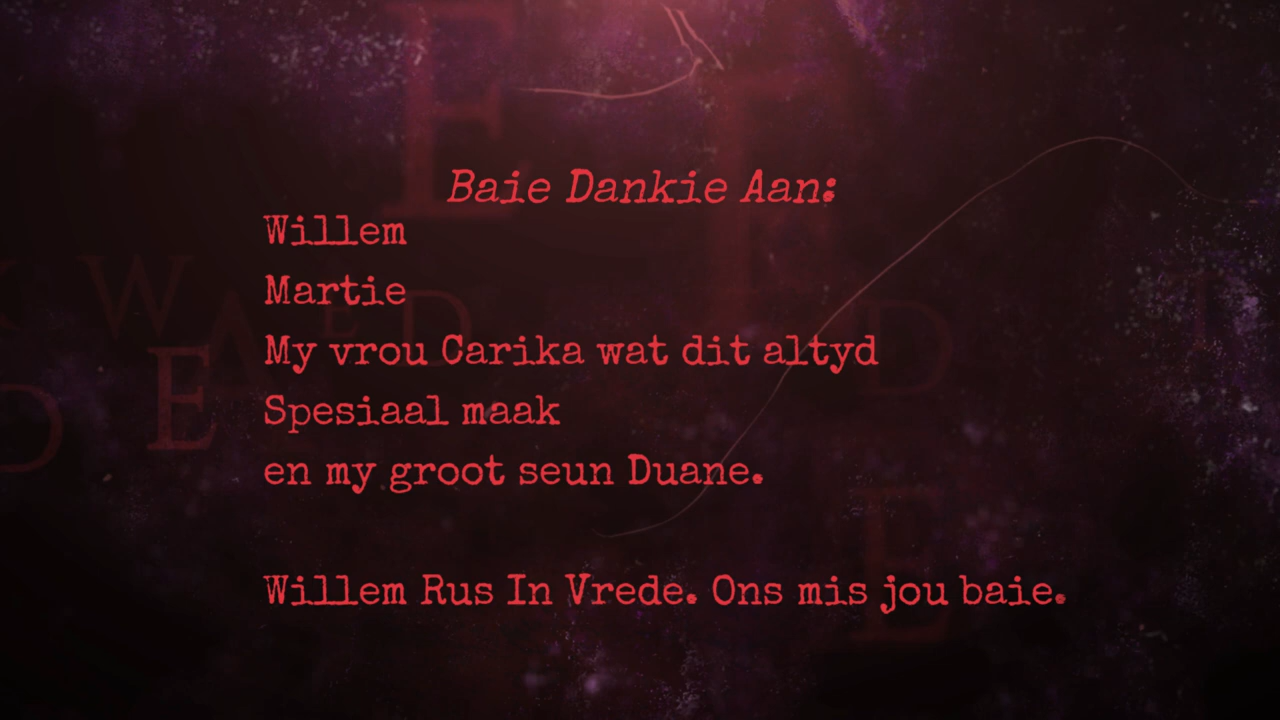 Baie Dankie Aan:
Willem
Martie
My vrou Carika wat dit altyd
Spesiaal maak
en my groot seun Duane.
Willem Rus In Vrede. Ons mis jou baie.